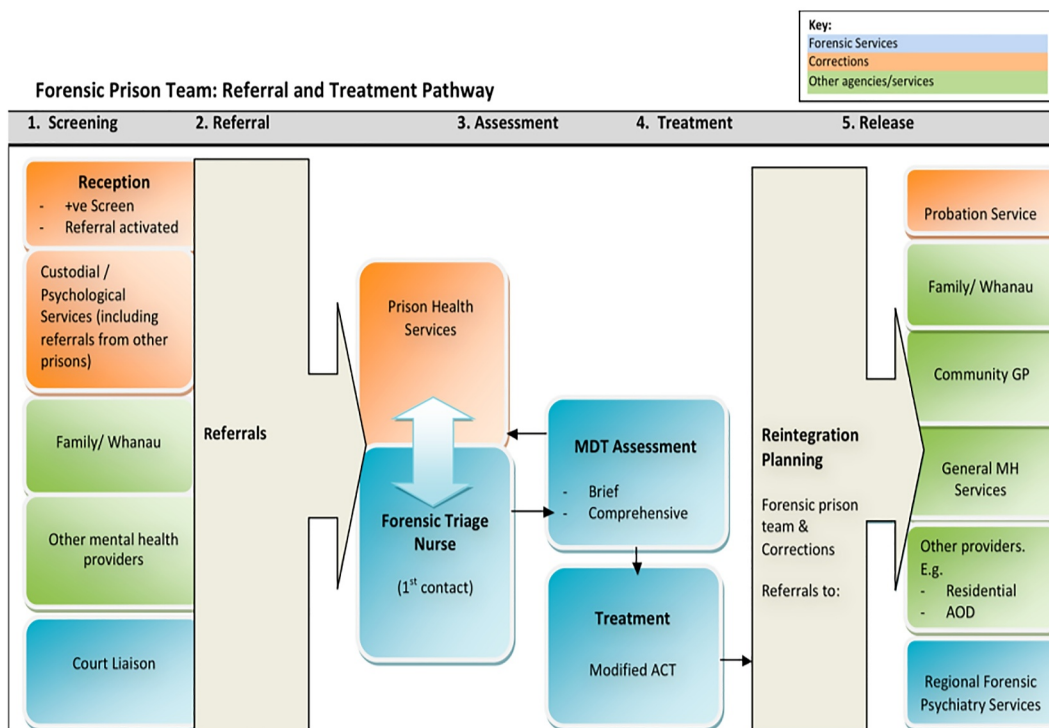 Key:
Forensic Services
Corrections
Other agencies/services
Forensic Prison Team: Referral and Treatment Pathway
1. Screening
2. Referral
3. Assessment
4. Treatment
5. Release
Reception
- +ve Screen
- Referral activated
Custodial /
Psychological
Services (including
referrals from other
prisons)
Family/ Whanau
Other mental health
providers
Court Liaison
Referrals
Prison Health
Services
Forensic Triage
Nurse
(1st contact)
MDT Assessment
- Brief
- Comprehensive
Treatment
Modified ACT
Reintegration
Planning
Forensic prison
team &
Corrections
Referrals to:
Probation Service
Family/ Whanau
Community GP
General MH
Services
Other providers.
E.g.
- Residential
- AOD
Regional Forensic
Psychiatry Services